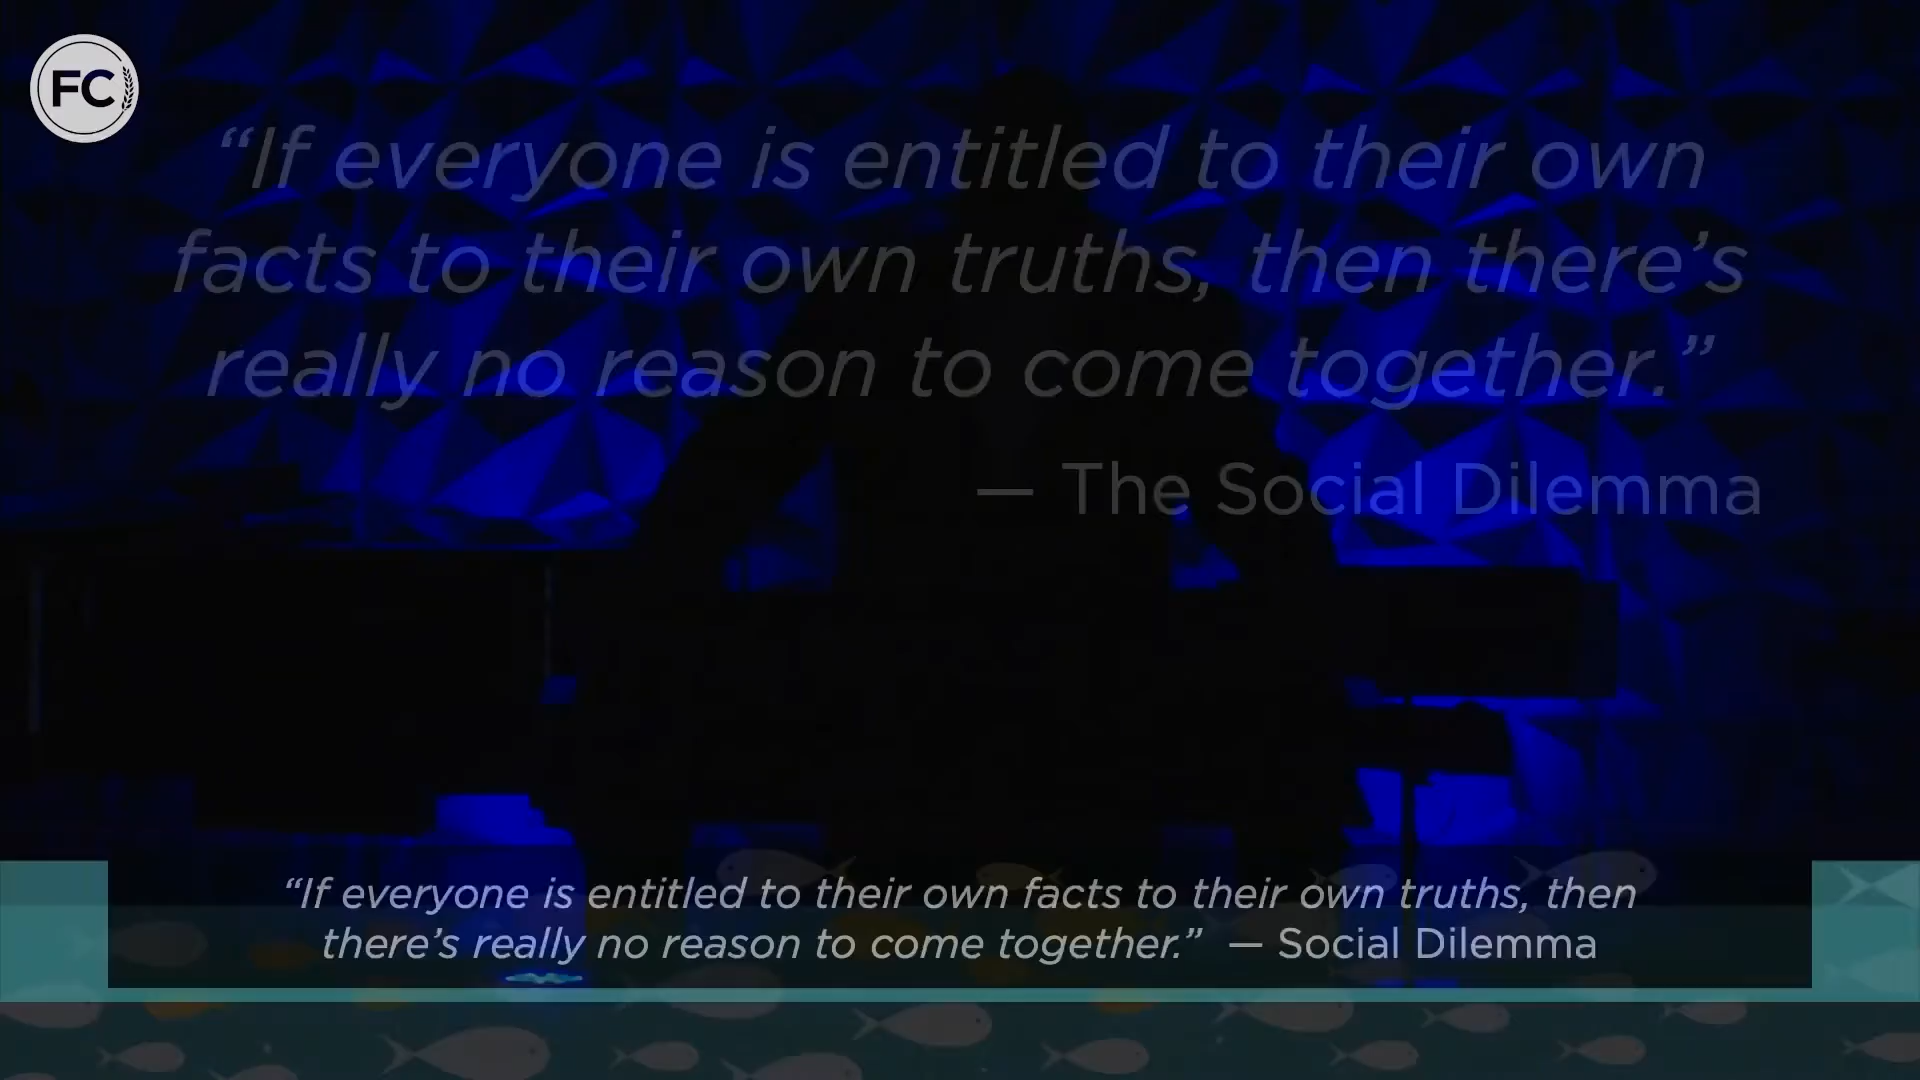 FC
“If everyone is entitled to their own
facts to their own truths, then there’s
really no reason to come together.”
— The Social Dilemma
“If everyone is entitled to their own facts to their own truths, then
there’s really no reason to come together.” — Social Dilemma